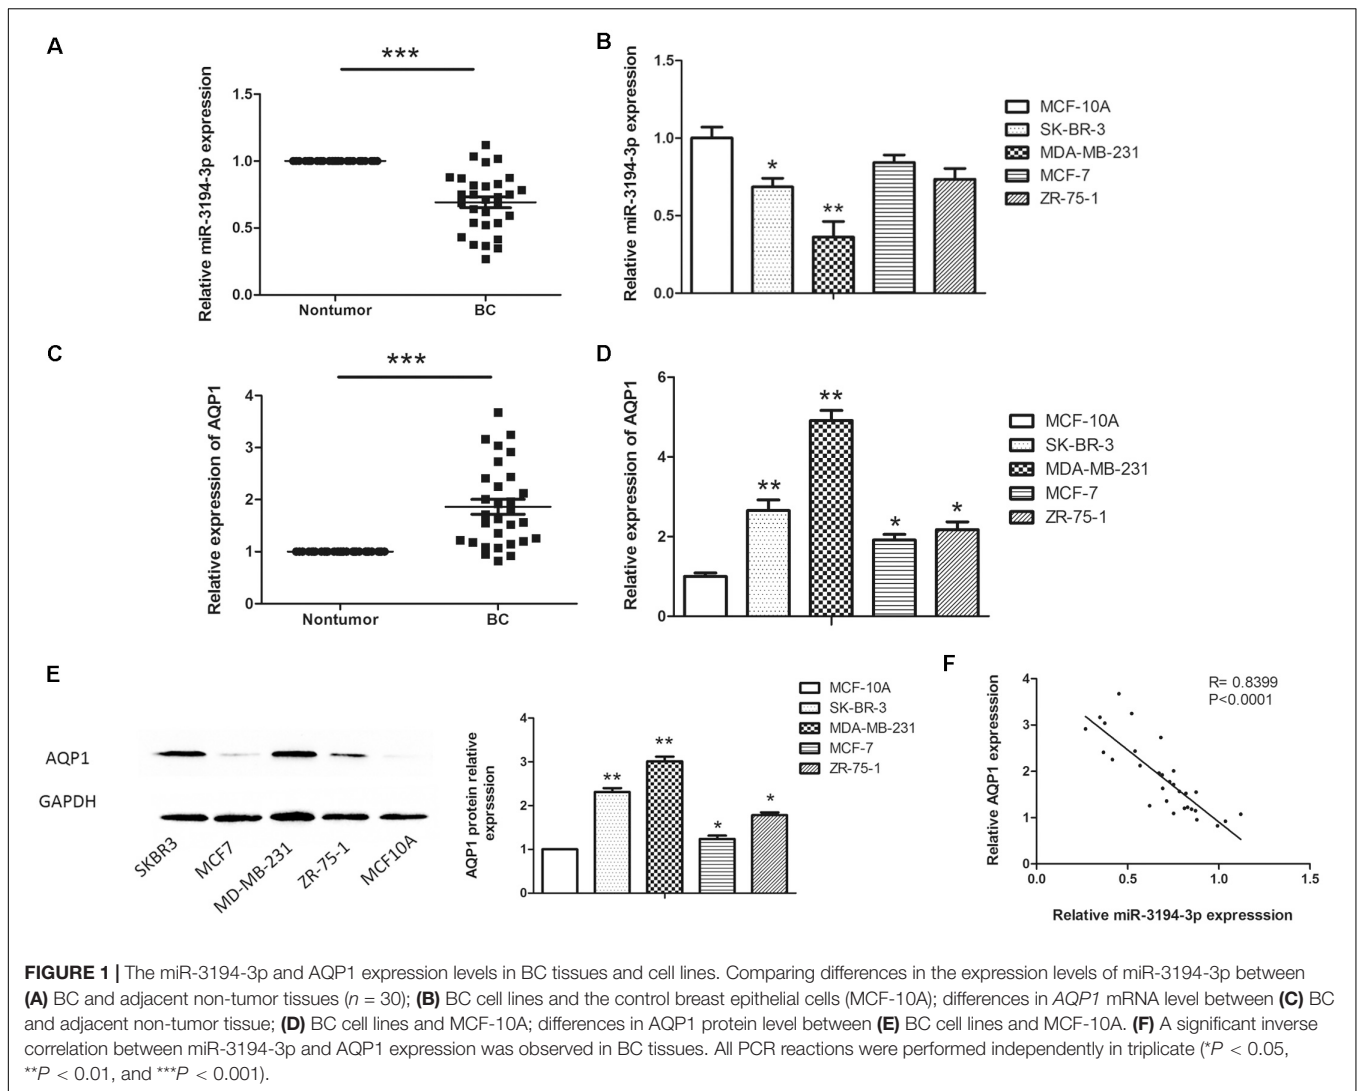 A
***
Relative miR-3194-3p expression
1.5
1.0
0.5
0.0
Nontumor
BC
B
Relative miR-3194-3p expression
1.5
1.0
0.5
0.0
*
**
MCF-10A
SK-BR-3
MDA-MB-231
MCF-7
ZR-75-1
C
***
Relative expression of AQP1
4
3
2
1
0
Nontumor
BC
D
Relative expression of AQP1
6
4
2
0
**
**
*
*
MCF-10A
SK-BR-3
MDA-MB-231
MCF-7
ZR-75-1
E
AQP1
GAPDH
SKBR3
MCF7
MD-MB-231
ZR-75-1
MCF10A
AQP1 protein relative
exprsssion
4
3
2
1
0
**
**
*
*
MCF-10A
SK-BR-3
MDA-MB-231
MCF-7
ZR-75-1
F
Relative AQP1 expresssion
4
3
2
1
0
0.0
0.5
1.0
1.5
R= 0.8399
P<0.0001
Relative miR-3194-3p expresssion
FIGURE 1 | The miR-3194-3p and AQP1 expression levels in BC tissues and cell lines. Comparing differences in the expression levels of miR-3194-3p between
(A) BC and adjacent non-tumor tissues (n = 30); (B) BC cell lines and the control breast epithelial cells (MCF-10A); differences in AQP1 mRNA level between (C) BC
and adjacent non-tumor tissue; (D) BC cell lines and MCF-10A; differences in AQP1 protein level between (E) BC cell lines and MCF-10A. (F) A significant inverse
correlation between miR-3194-3p and AQP1 expression was observed in BC tissues. All PCR reactions were performed independently in triplicate (*P < 0.05,
**P < 0.01, and ***P < 0.001).